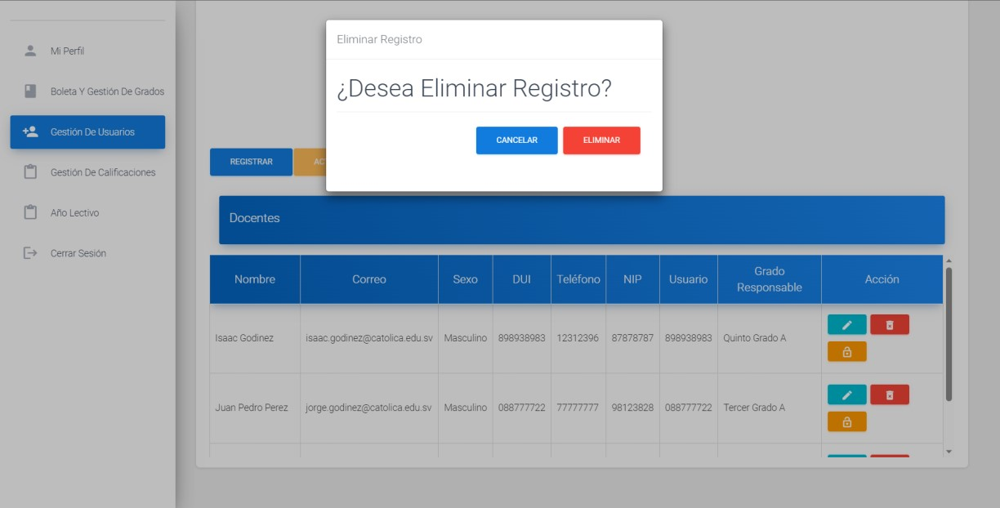 Eliminar Registro
¿Desea Eliminar Registro?
CANCELAR ELIMINAR
Mi Perfil
Boleta Y Gestión De Grados
Gestión De Usuarios
Gestión De Calificaciones
Año Lectivo
Cerrar Sesión
REGISTRAR
Docentes
Nombre Correo Sexo DUI Teléfono NIP Usuario Grado Responsable Acción
Isaac Godinez isaac.godinez@catolica.edu.sv Masculino 898938983 12312396 87878787 898938983 Quinto Grado A
Juan Pedro Perez jorge.godinez@catolica.edu.sv Masculino 088777722 77777777 98123828 088777722 Tercer Grado A